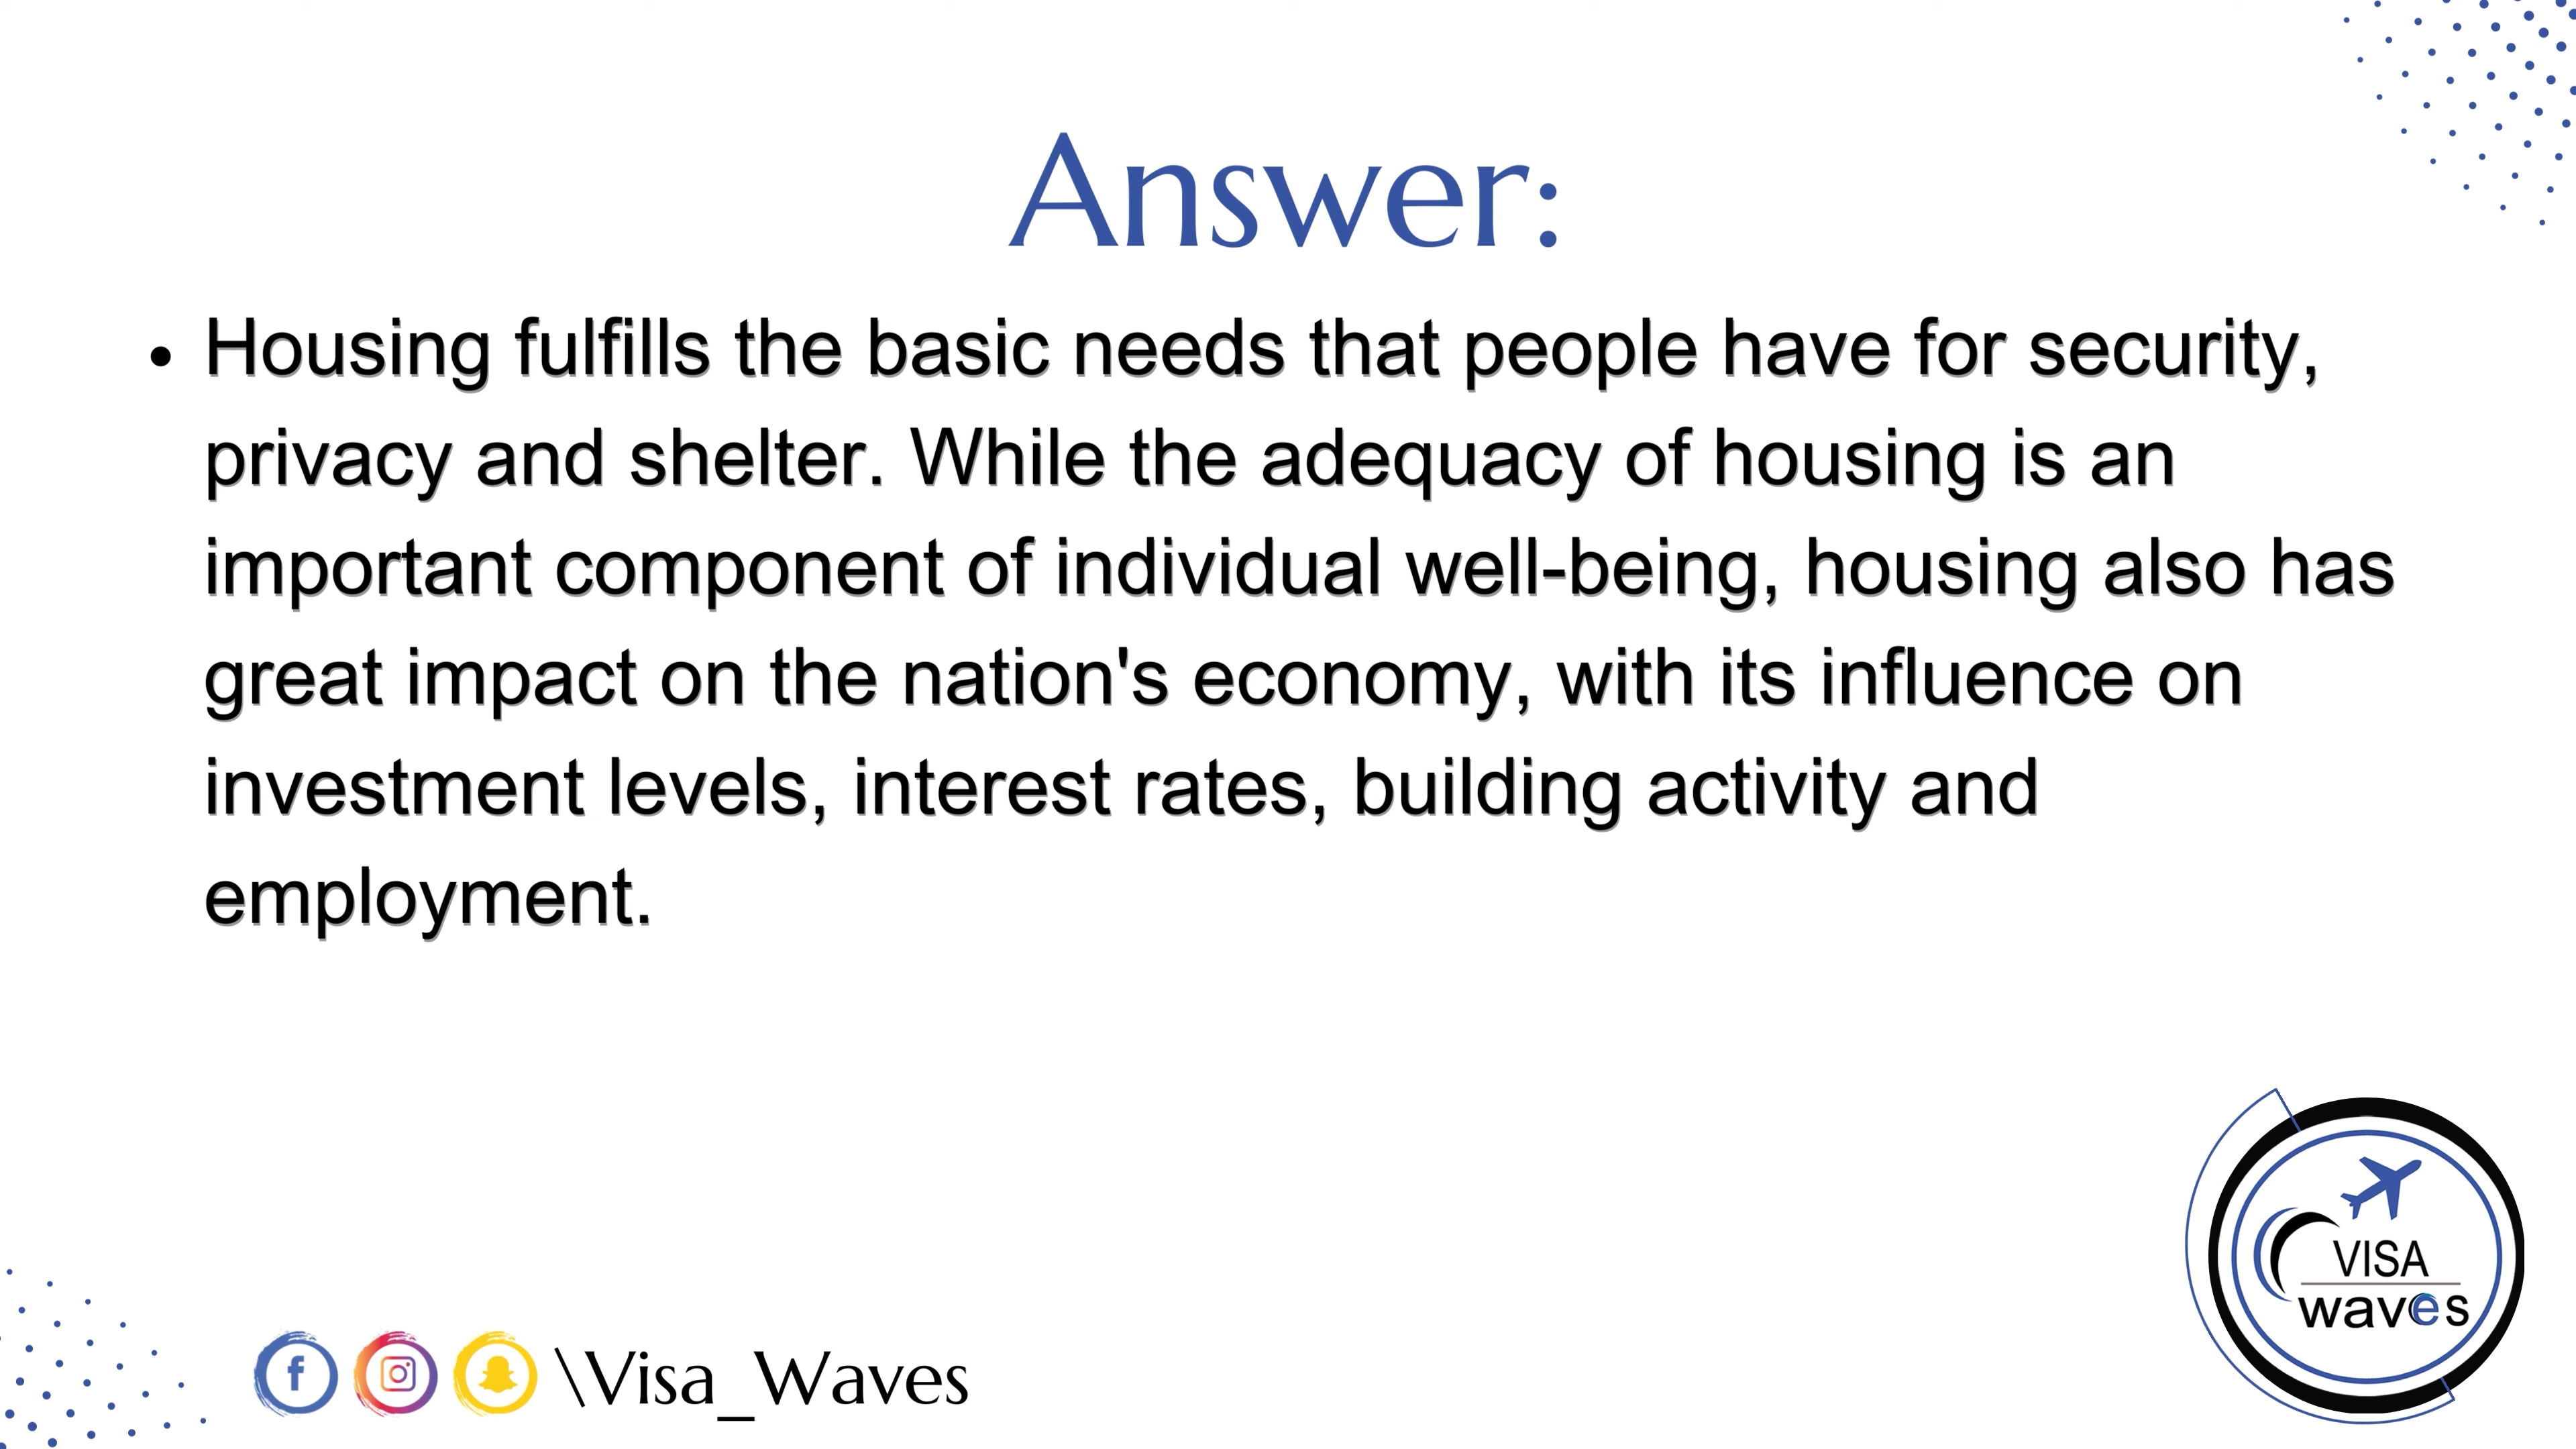 Answer:
• Housing fulfills the basic needs that people have for security,
privacy and shelter. While the adequacy of housing is an
important component of individual well-being, housing also has
great impact on the nation's economy, with its influence on
investment levels, interest rates, building activity and
employment.
VISA
waves
\Visa_Waves